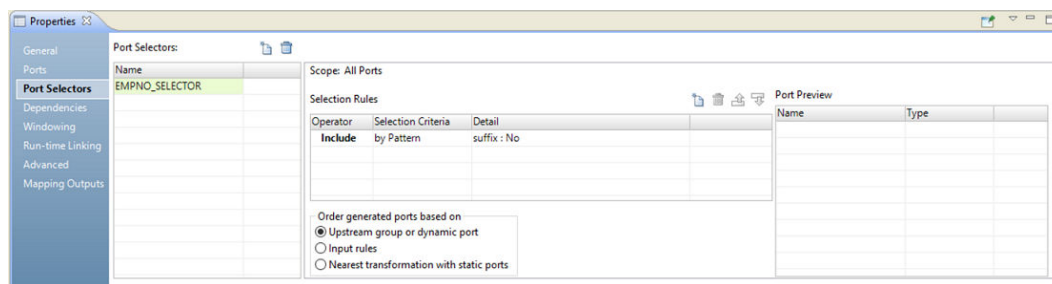 Properties
General
Ports
Port Selectors
Dependencies
Windowing
Run-time Linking
Advanced
Mapping Outputs
Port Selectors:
Name
EMPNO_SELECTOR
Scope: All Ports
Selection Rules
Operator Selection Criteria Detail
Include by Pattern suffix : No
Order generated ports based on
Upstream group or dynamic port
Input rules
Nearest transformation with static ports
Port Preview
Name Type